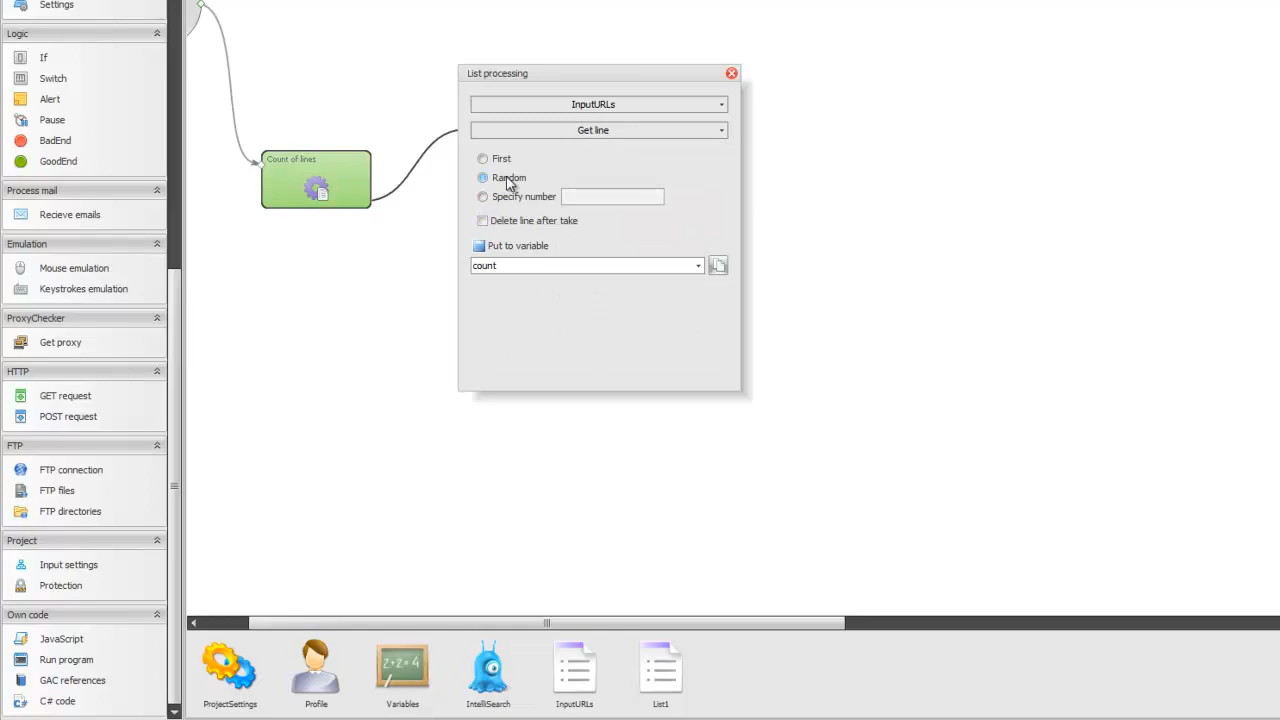 Settings
Logic
If
Switch
Alert
Pause
BadEnd
GoodEnd
Process mail
Recieve emails
Emulation
Mouse emulation
Keystrokes emulation
ProxyChecker
Get proxy
HTTP
GET request
POST request
FTP
FTP connection
FTP files
FTP directories
Project
Input settings
Protection
Own code
JavaScript
Run program
GAC references
C# code
Count of lines
List processing
InputURLs
Get line
First
Random
Specify number
Delete line after take
Put to variable
count
ProjectSettings
Profile
z+z=4
Variables
IntelliSearch
InputURLs
List1